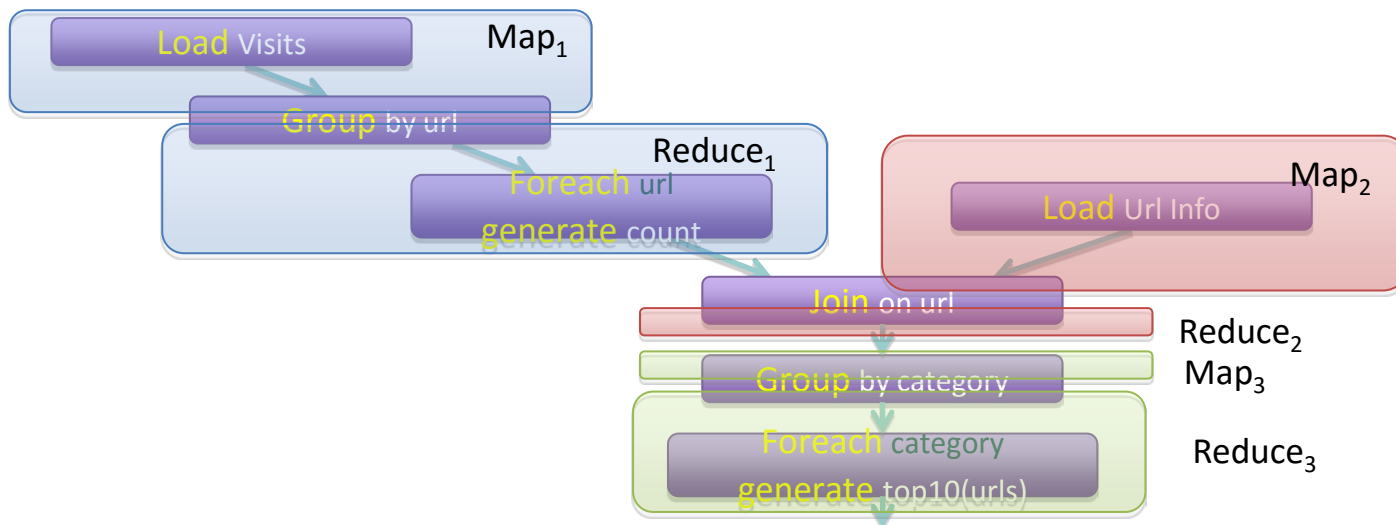 Load Visits
Map₁
Group by url
Reduce₁
Foreach url
generate count
Map₂
Load Url Info
Join on url
Reduce₂
Group by category
Map₃
Foreach category
generate top10(urls)
Reduce₃